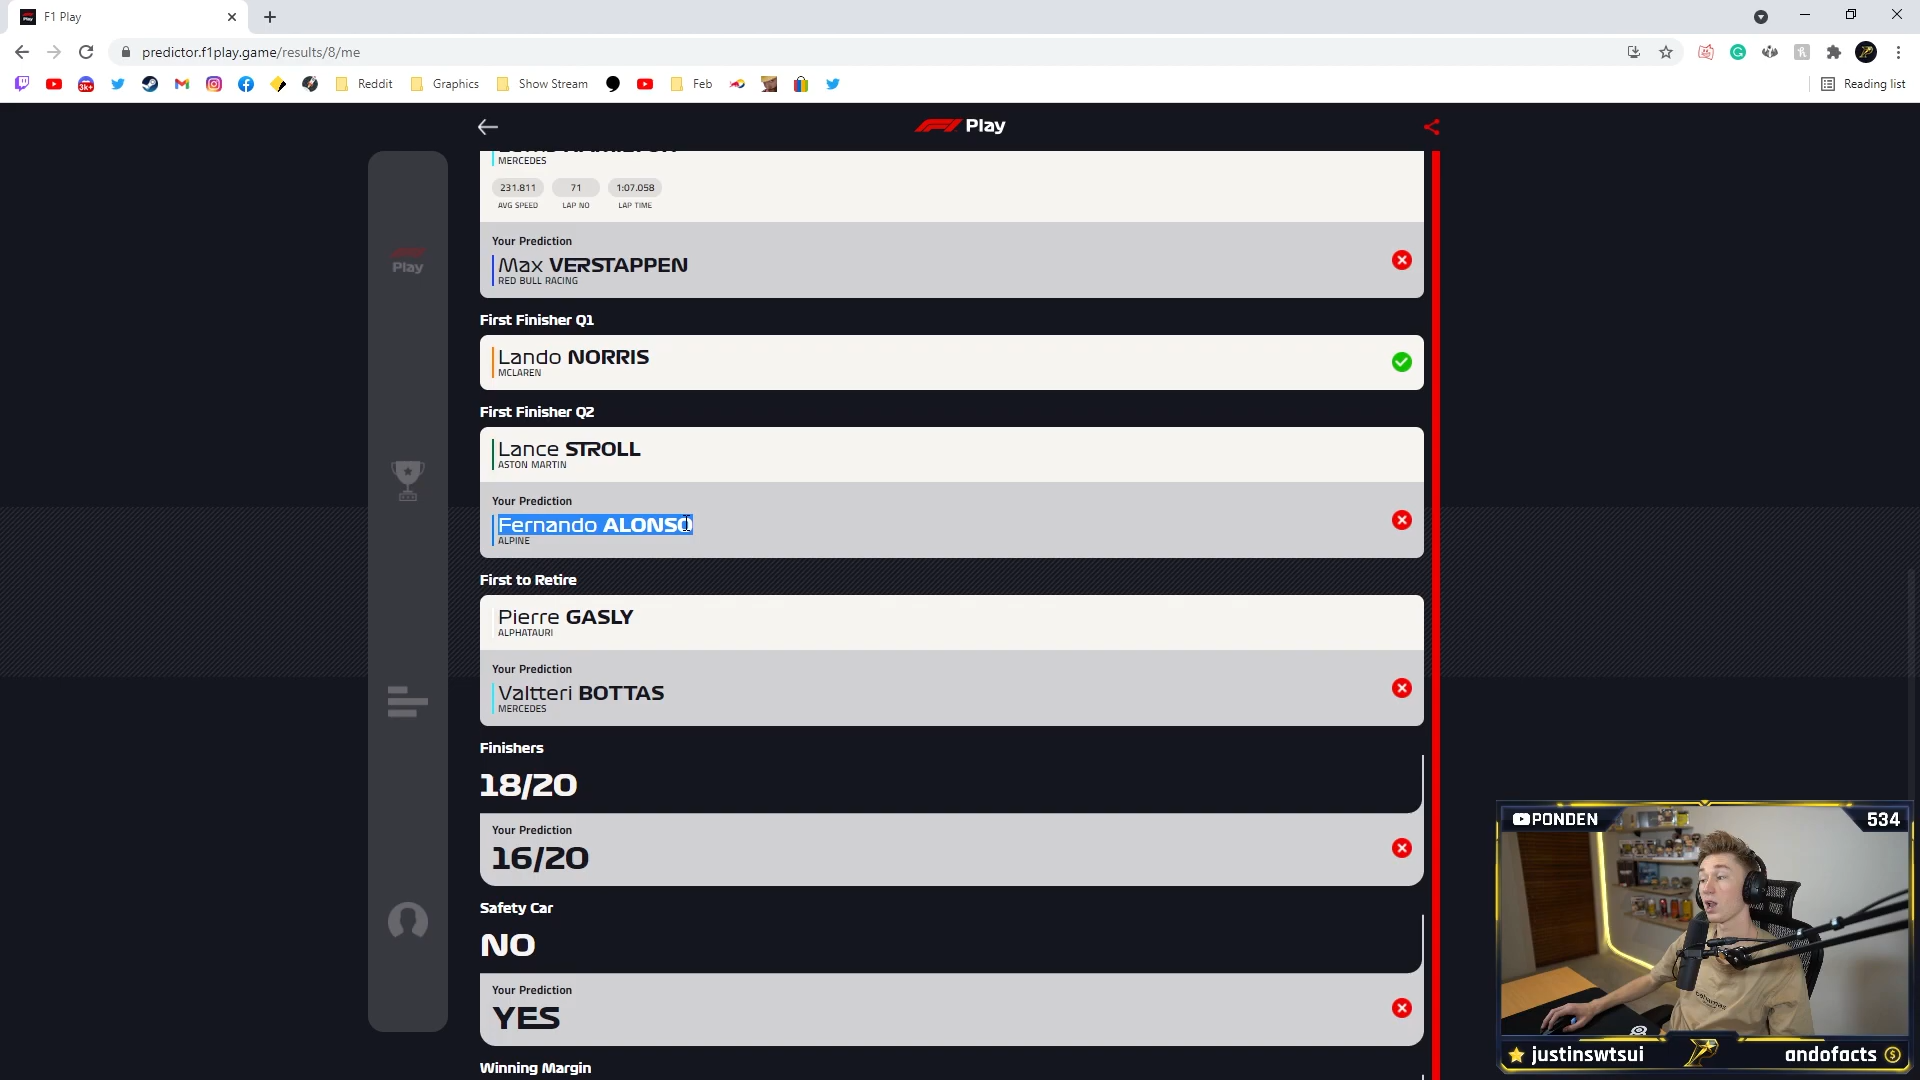 F1 Play
predictor.f1play.game/results/8/me
3k+
Reddit
Graphics
Show Stream
Feb
Reading list
Play
Play
MERCEDES
231.811
71
1:07.058
AVG SPEED
LAP NO
LAP TIME
Your Prediction
Max VERSTAPPEN
RED BULL RACING
First Finisher Q1
Lando NORRIS
MCLAREN
First Finisher Q2
Lance STROLL
ASTON MARTIN
Your Prediction
Fernando ALONSO
ALPINE
First to Retire
Pierre GASLY
ALPHATAURI
Your Prediction
Valtteri BOTTAS
MERCEDES
Finishers
18/20
Your Prediction
16/20
Safety Car
NO
Your Prediction
YES
Winning Margin
PONDEN
534
justinswtsui
andofacts